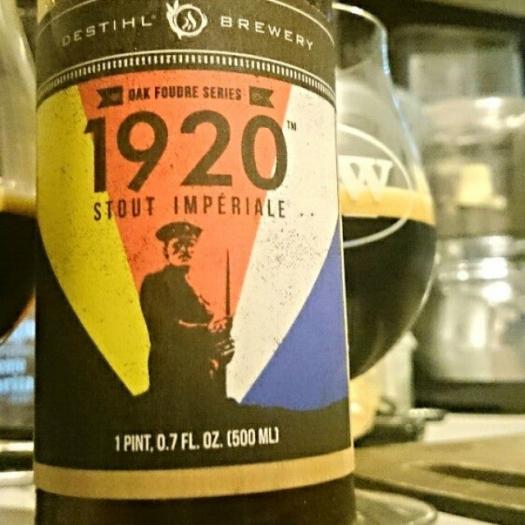 DESTIHL® BREWERY
OAK FOUDRE SERIES
1920™
STOUT IMPÉRIALE
1 PINT, 0.7 FL. OZ. (500 ML)
W